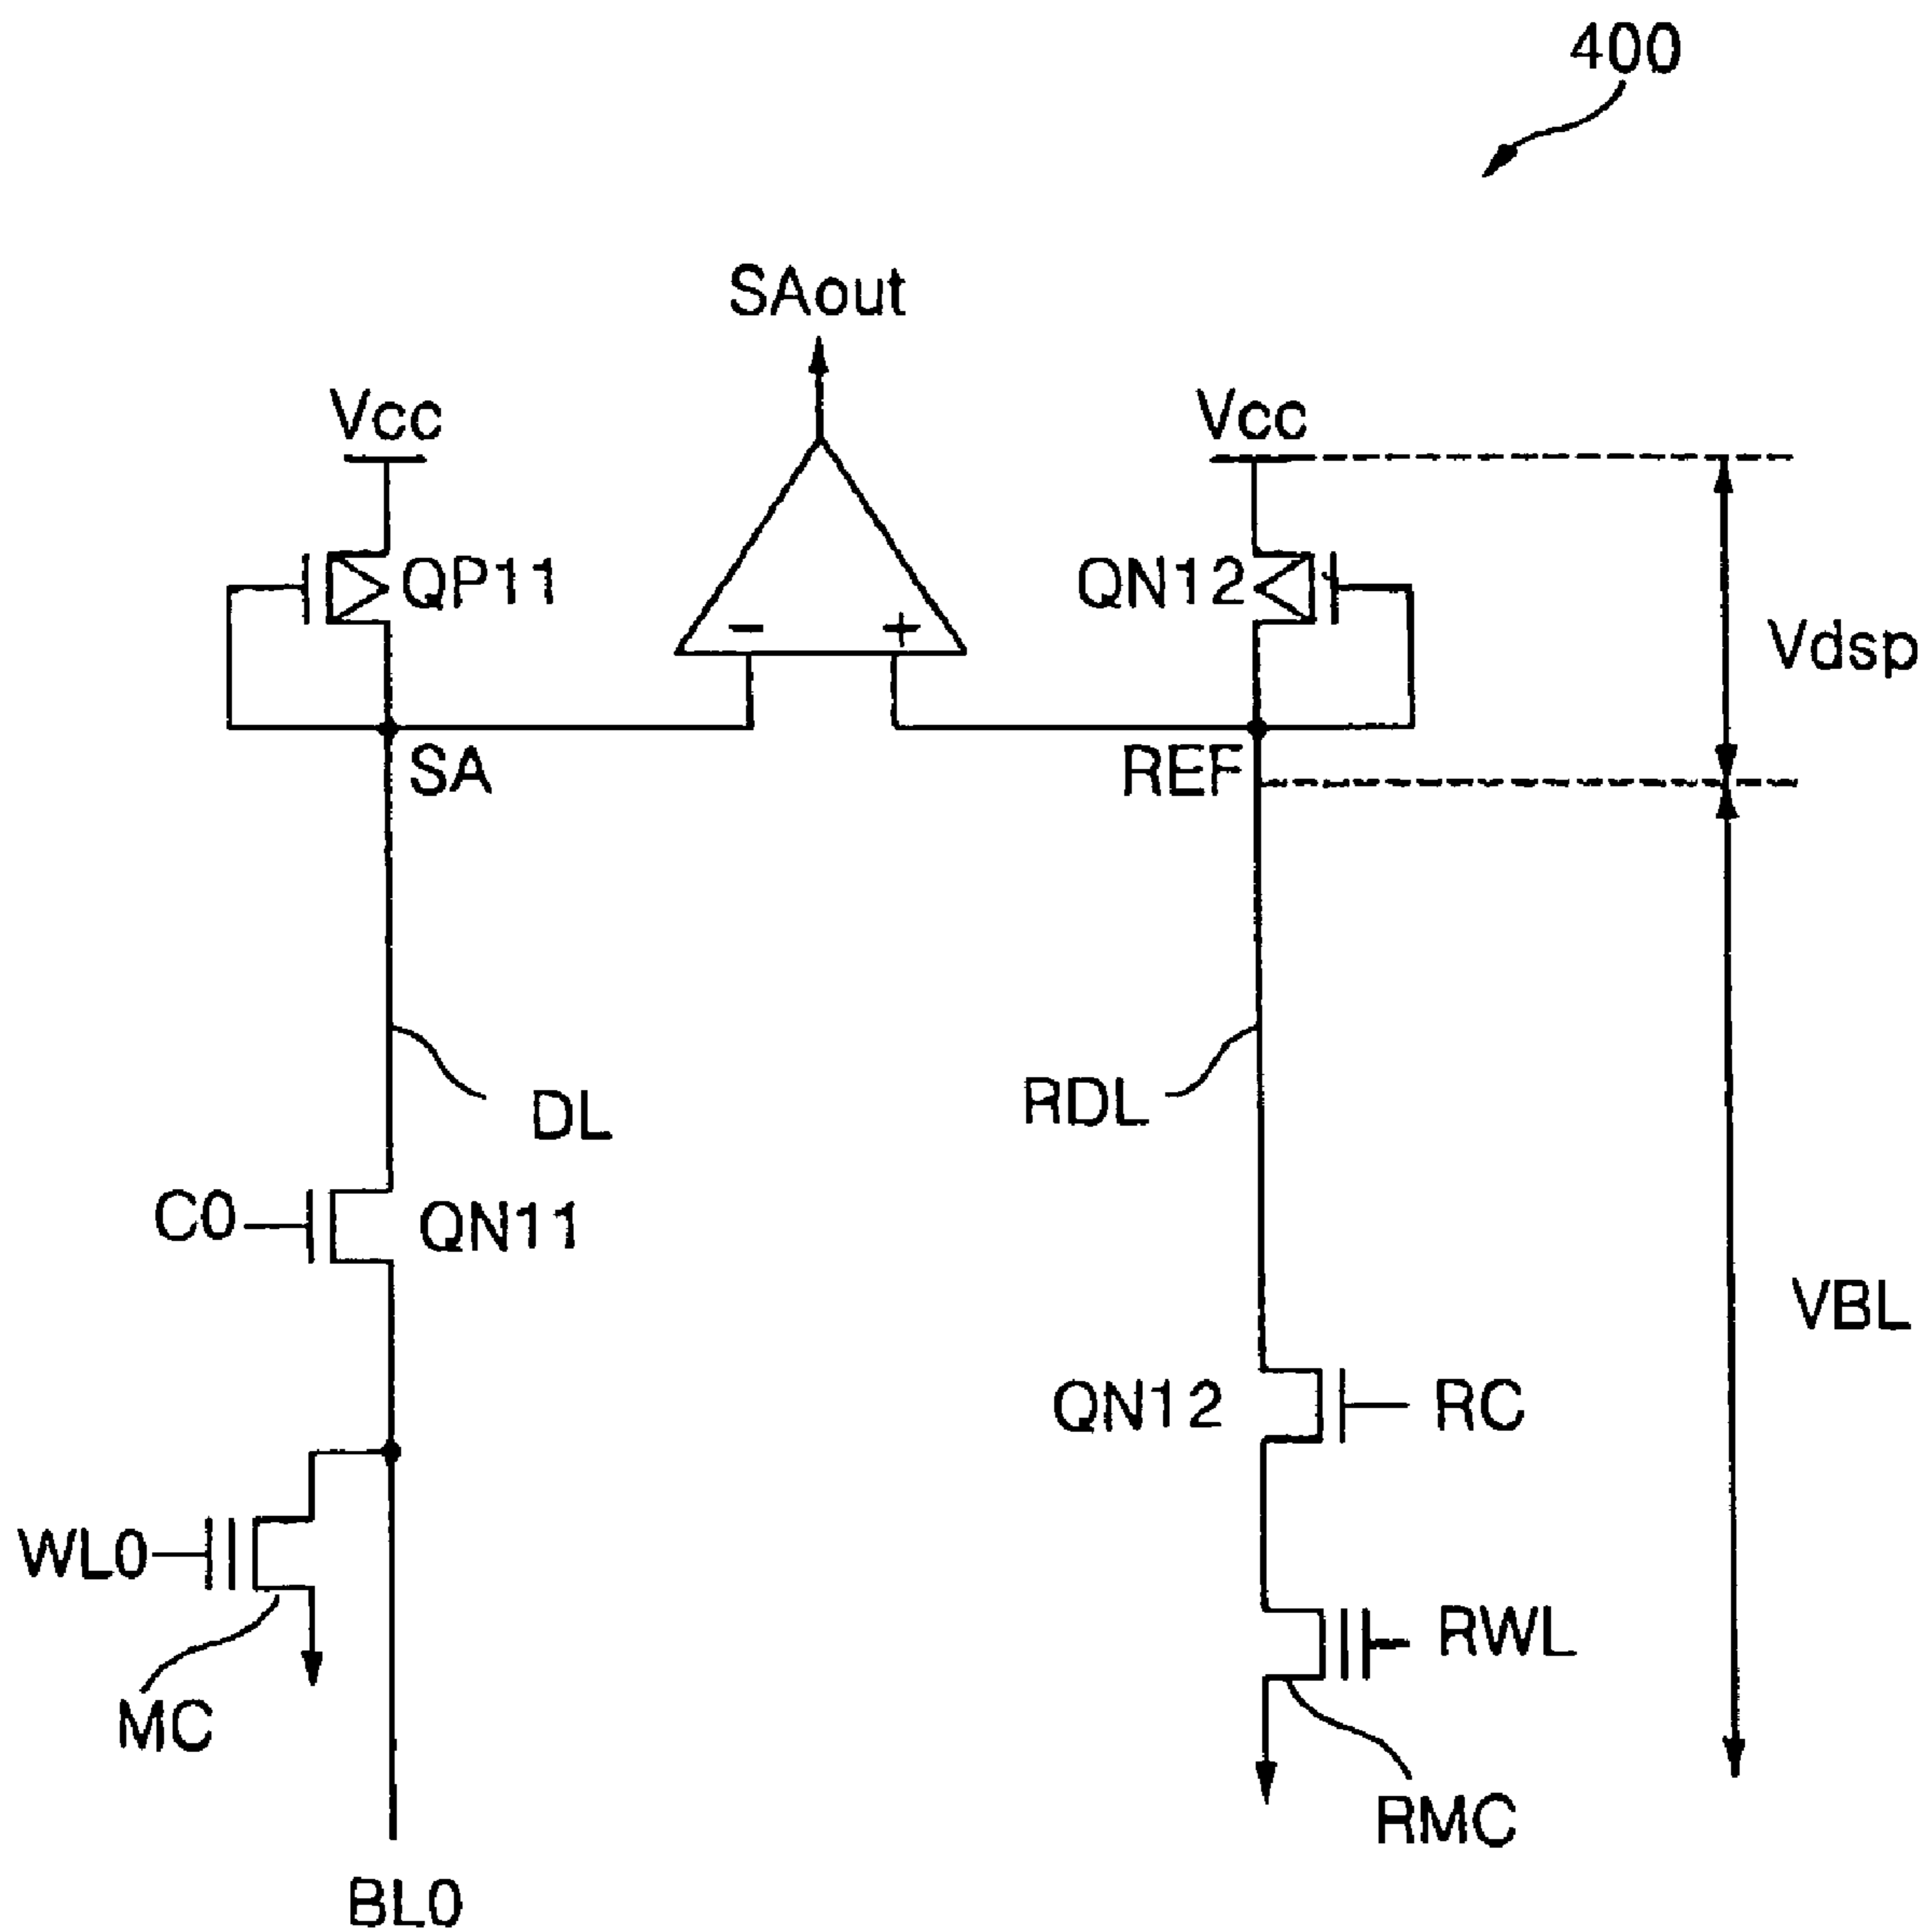 400
SAout
Vcc
Vcc
QP11
QN12
- +
Vdsp
SA
REF
DL
RDL
C0
QN11
VBL
QN12
RC
WL0
RWL
MC
RMC
BL0